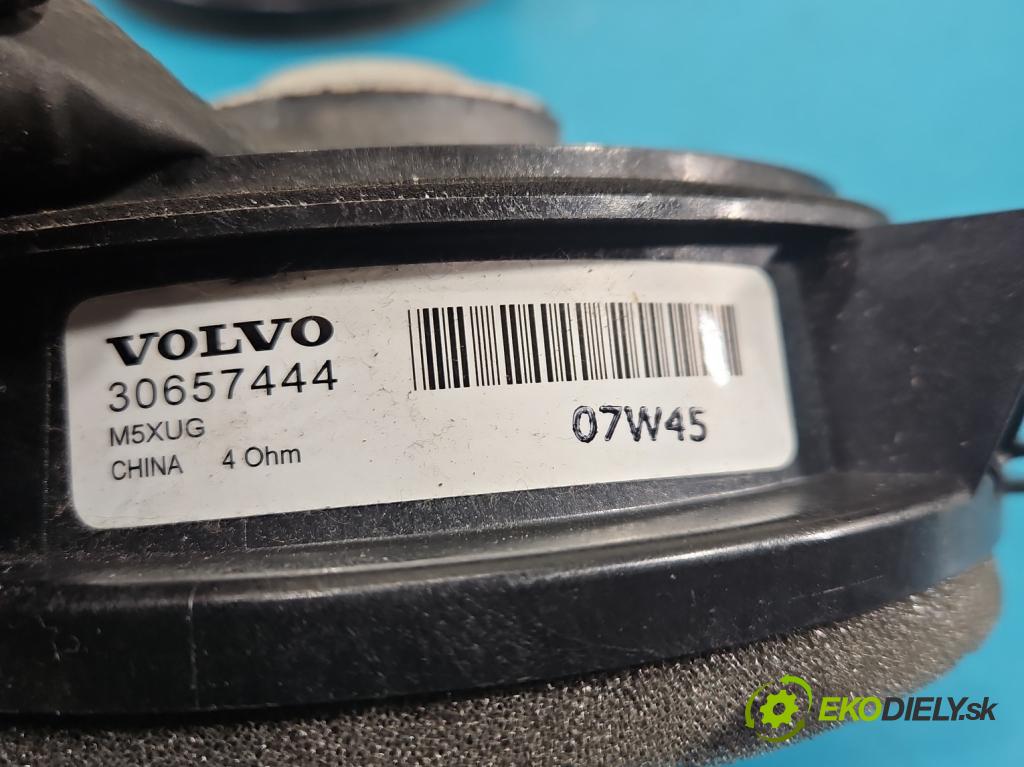 VOLVO
30657444
M5XUG
CHINA 4 Ohm
07W45
EKODIELY.sk